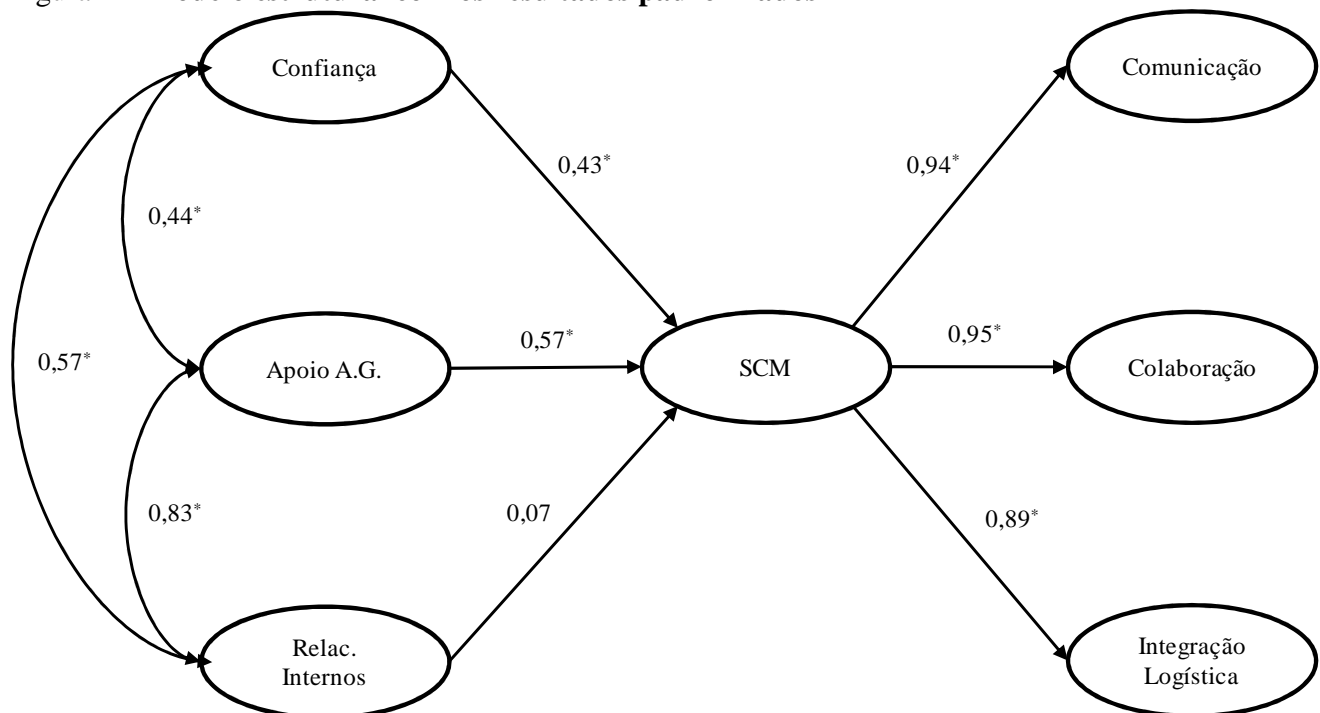 Confiança
Comunicação
0,43*
0,94*
0,44*
0,57*
Apoio A.G.
0,57*
SCM
0,95*
Colaboração
0,83*
0,07
0,89*
Relac.
Internos
Integração
Logística